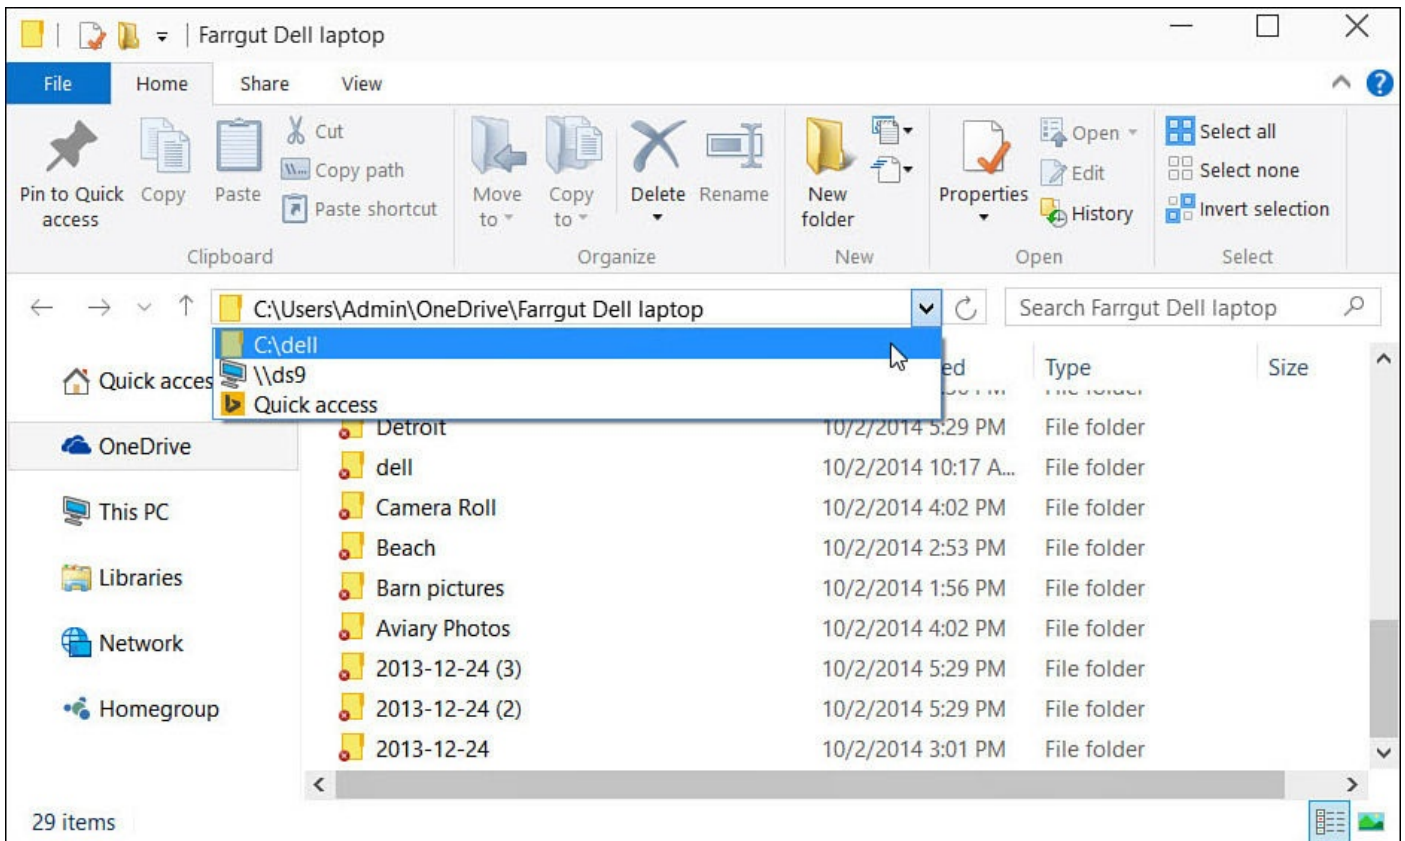 Farrgut Dell laptop
File Home Share View
Pin to Quick access
Copy
Paste
Cut
Copy path
Paste shortcut
Clipboard
Move to
Copy to
Delete
Rename
Organize
New folder
New
Properties
Open
Edit
History
Open
Select all
Select none
Invert selection
Select
C:\Users\Admin\OneDrive\Farrgut Dell laptop
Search Farrgut Dell laptop
C:\dell
\\ds9
Quick access
Quick acces
OneDrive
This PC
Libraries
Network
Homegroup
ed Type Size
Detroit 10/2/2014 5:29 PM File folder
dell 10/2/2014 10:17 A... File folder
Camera Roll 10/2/2014 4:02 PM File folder
Beach 10/2/2014 2:53 PM File folder
Barn pictures 10/2/2014 1:56 PM File folder
Aviary Photos 10/2/2014 4:02 PM File folder
2013-12-24 (3) 10/2/2014 5:29 PM File folder
2013-12-24 (2) 10/2/2014 5:29 PM File folder
2013-12-24 10/2/2014 3:01 PM File folder
29 items